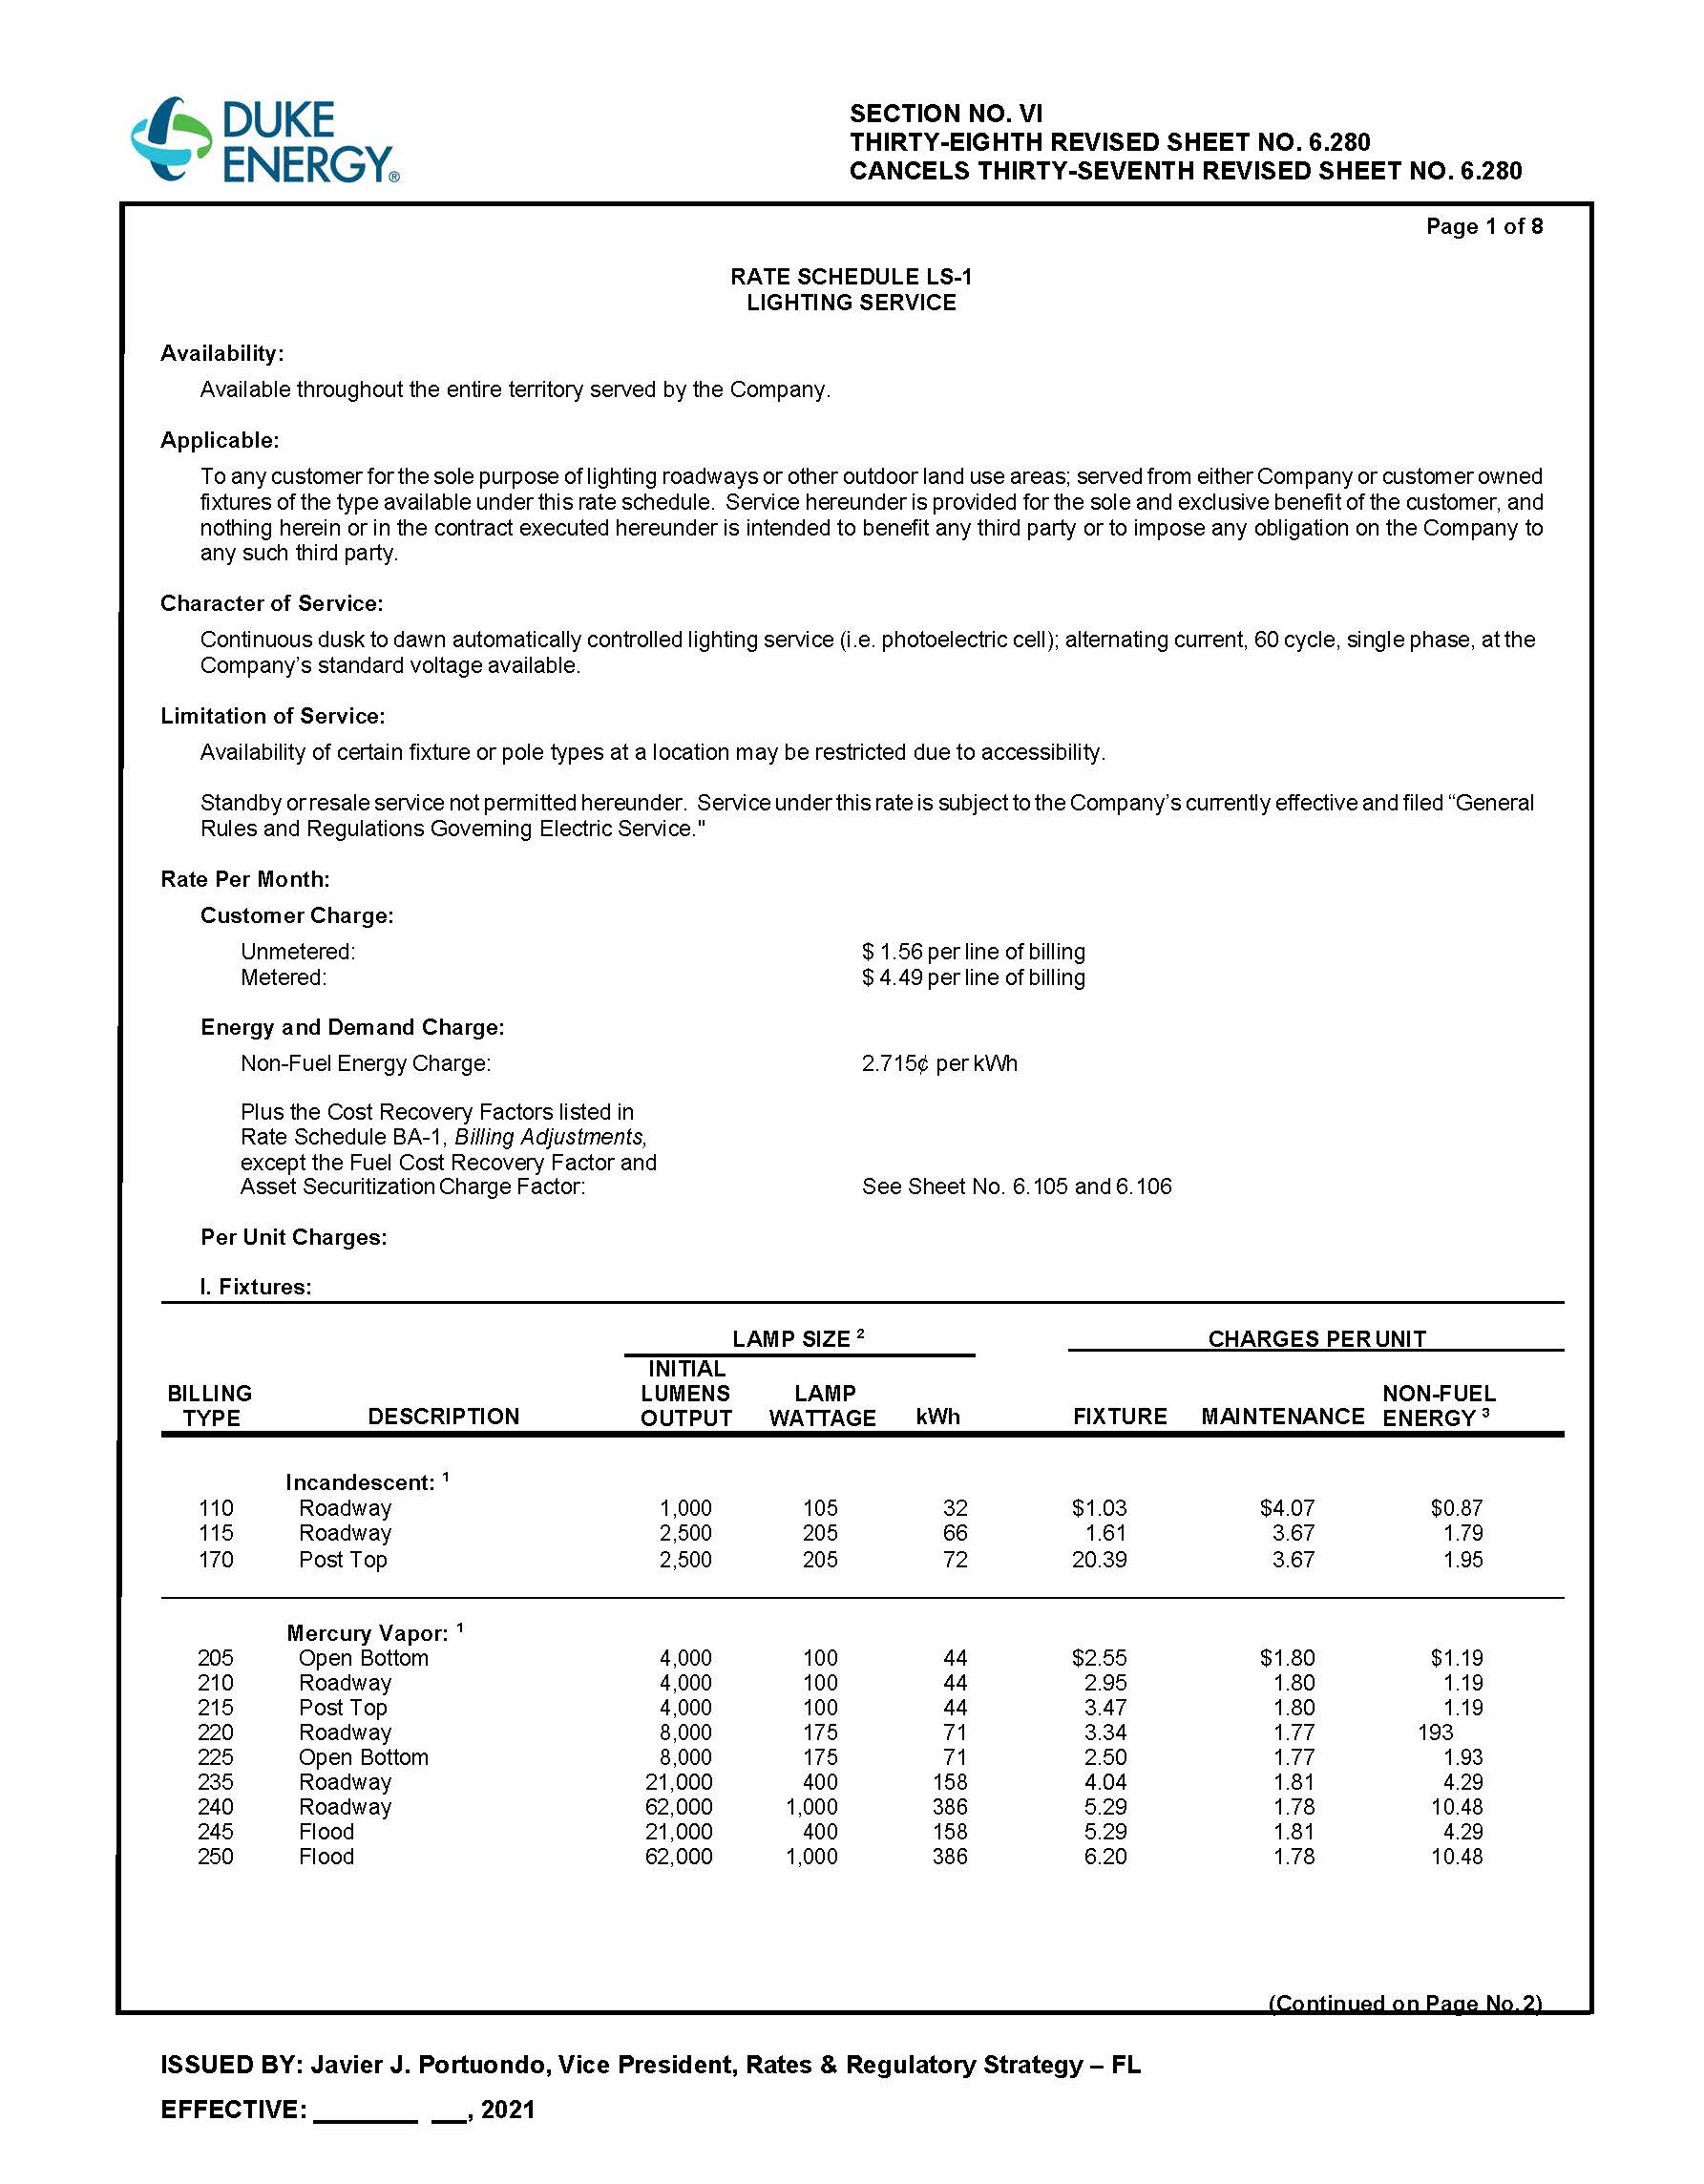 DUKE
ENERGY®
SECTION NO. VI
THIRTY-EIGHTH REVISED SHEET NO. 6.280
CANCELS THIRTY-SEVENTH REVISED SHEET NO. 6.280
Page 1 of 8
RATE SCHEDULE LS-1
LIGHTING SERVICE
Availability:
Available throughout the entire territory served by the Company.
Applicable:
To any customer for the sole purpose of lighting roadways or other outdoor land use areas; served from either Company or customer owned
fixtures of the type available under this rate schedule. Service hereunder is provided for the sole and exclusive benefit of the customer, and
nothing herein or in the contract executed hereunder is intended to benefit any third party or to impose any obligation on the Company to
any such third party.
Character of Service:
Continuous dusk to dawn automatically controlled lighting service (i.e. photoelectric cell); alternating current, 60 cycle, single phase, at the
Company’s standard voltage available.
Limitation of Service:
Availability of certain fixture or pole types at a location may be restricted due to accessibility.
Standby or resale service not permitted hereunder. Service under this rate is subject to the Company’s currently effective and filed “General
Rules and Regulations Governing Electric Service."
Rate Per Month:
Customer Charge:
Unmetered: $ 1.56 per line of billing
Metered: $ 4.49 per line of billing
Energy and Demand Charge:
Non-Fuel Energy Charge: 2.715¢ per kWh
Plus the Cost Recovery Factors listed in
Rate Schedule BA-1, Billing Adjustments,
except the Fuel Cost Recovery Factor and
Asset Securitization Charge Factor: See Sheet No. 6.105 and 6.106
Per Unit Charges:
I. Fixtures:
LAMP SIZE 2 CHARGES PER UNIT
INITIAL
BILLING LUMENS LAMP NON-FUEL
TYPE DESCRIPTION OUTPUT WATTAGE kWh FIXTURE MAINTENANCE ENERGY 3
Incandescent: 1
110 Roadway 1,000 105 32 $1.03 $4.07 $0.87
115 Roadway 2,500 205 66 1.61 3.67 1.79
170 Post Top 2,500 205 72 20.39 3.67 1.95
Mercury Vapor: 1
205 Open Bottom 4,000 100 44 $2.55 $1.80 $1.19
210 Roadway 4,000 100 44 2.95 1.80 1.19
215 Post Top 4,000 100 44 3.47 1.80 1.19
220 Roadway 8,000 175 71 3.34 1.77 193
225 Open Bottom 8,000 175 71 2.50 1.77 1.93
235 Roadway 21,000 400 158 4.04 1.81 4.29
240 Roadway 62,000 1,000 386 5.29 1.78 10.48
245 Flood 21,000 400 158 5.29 1.81 4.29
250 Flood 62,000 1,000 386 6.20 1.78 10.48
(Continued on Page No. 2)
ISSUED BY: Javier J. Portuondo, Vice President, Rates & Regulatory Strategy – FL
EFFECTIVE: ________ ___, 2021